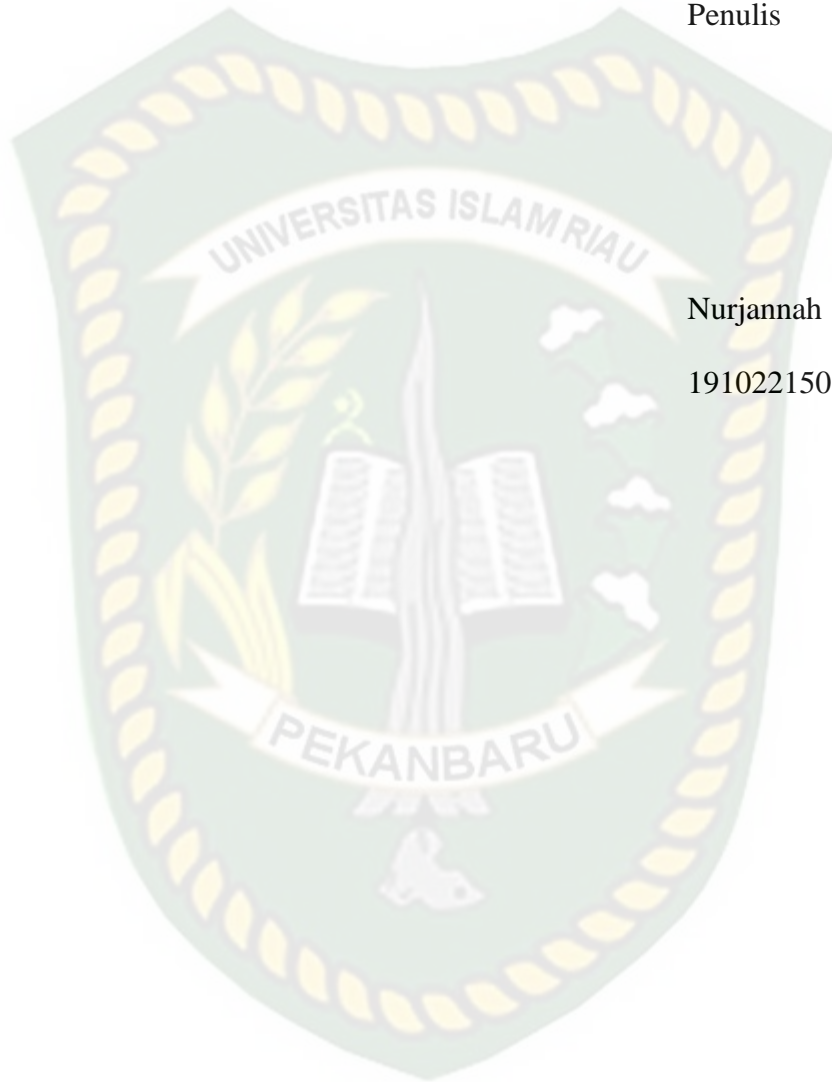 Penulis
UNIVERSITAS ISLAM RIAU
Nurjannah
191022150
PEKANBARU